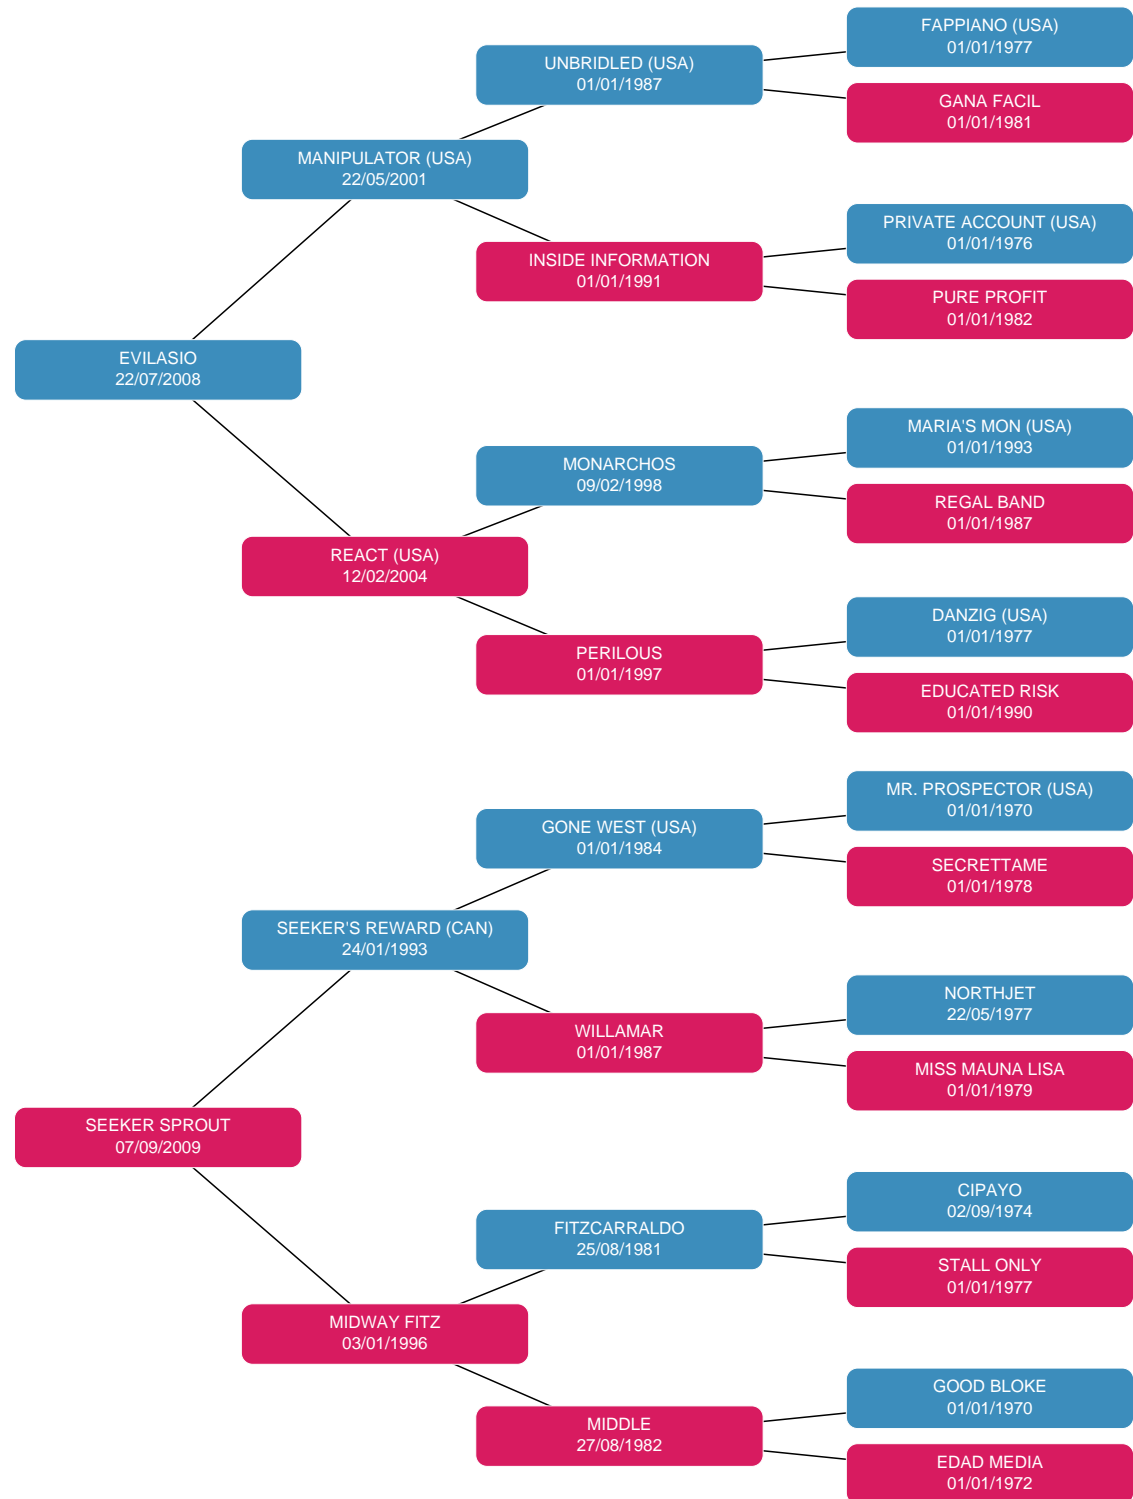 FAPPIANO (USA)
01/01/1977
UNBRIDLED (USA)
01/01/1987
GANA FACIL
01/01/1981
MANIPULATOR (USA)
22/05/2001
PRIVATE ACCOUNT (USA)
01/01/1976
INSIDE INFORMATION
01/01/1991
PURE PROFIT
01/01/1982
EVILASIO
22/07/2008
MARIA'S MON (USA)
01/01/1993
MONARCHOS
09/02/1998
REGAL BAND
01/01/1987
REACT (USA)
12/02/2004
DANZIG (USA)
01/01/1977
PERILOUS
01/01/1997
EDUCATED RISK
01/01/1990
MR. PROSPECTOR (USA)
01/01/1970
GONE WEST (USA)
01/01/1984
SECRETTAME
01/01/1978
SEEKER'S REWARD (CAN)
24/01/1993
NORTHJET
22/05/1977
WILLAMAR
01/01/1987
MISS MAUNA LISA
01/01/1979
SEEKER SPROUT
07/09/2009
CIPAYO
02/09/1974
FITZCARRALDO
25/08/1981
STALL ONLY
01/01/1977
MIDWAY FITZ
03/01/1996
GOOD BLOKE
01/01/1970
MIDDLE
27/08/1982
EDAD MEDIA
01/01/1972